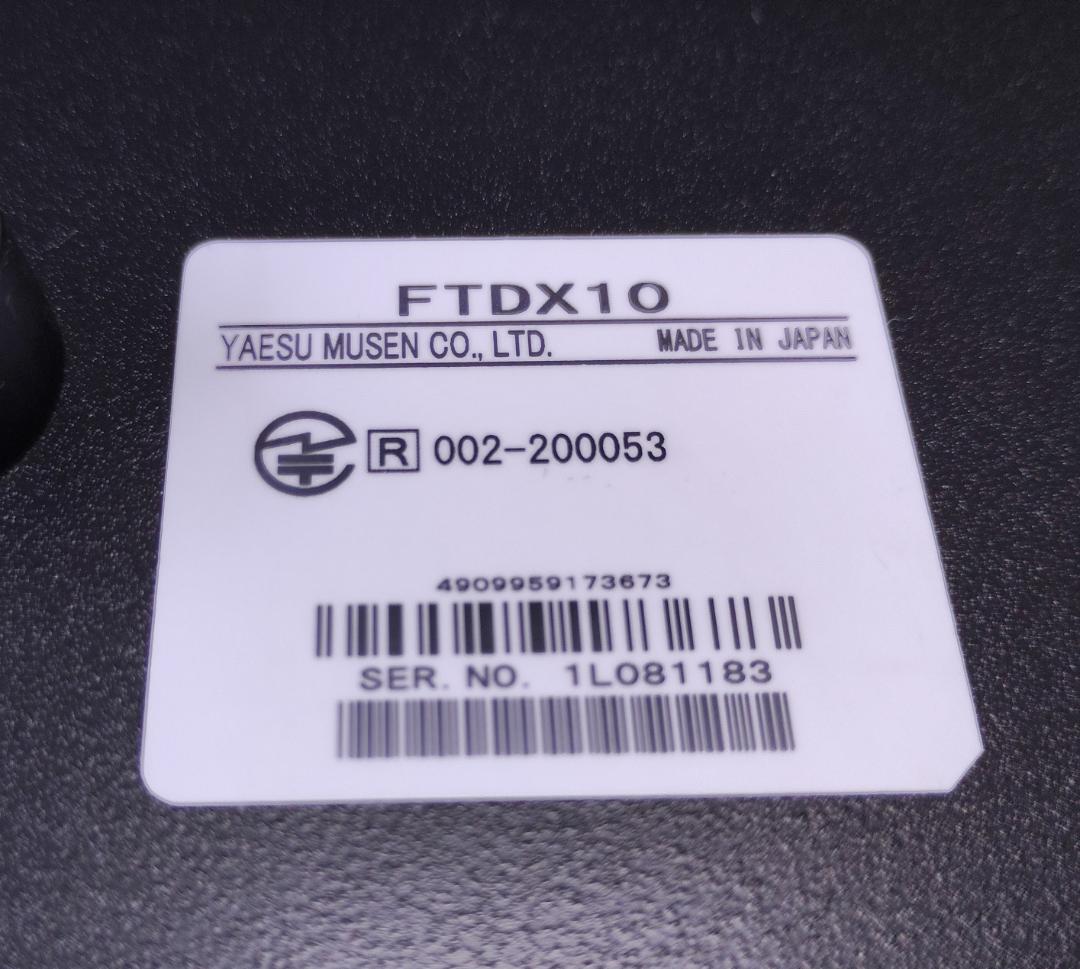 FTDX10
YAESU MUSEN CO., LTD. MADE IN JAPAN
R 002-200053
4909959173673
SER. NO. 1L081183